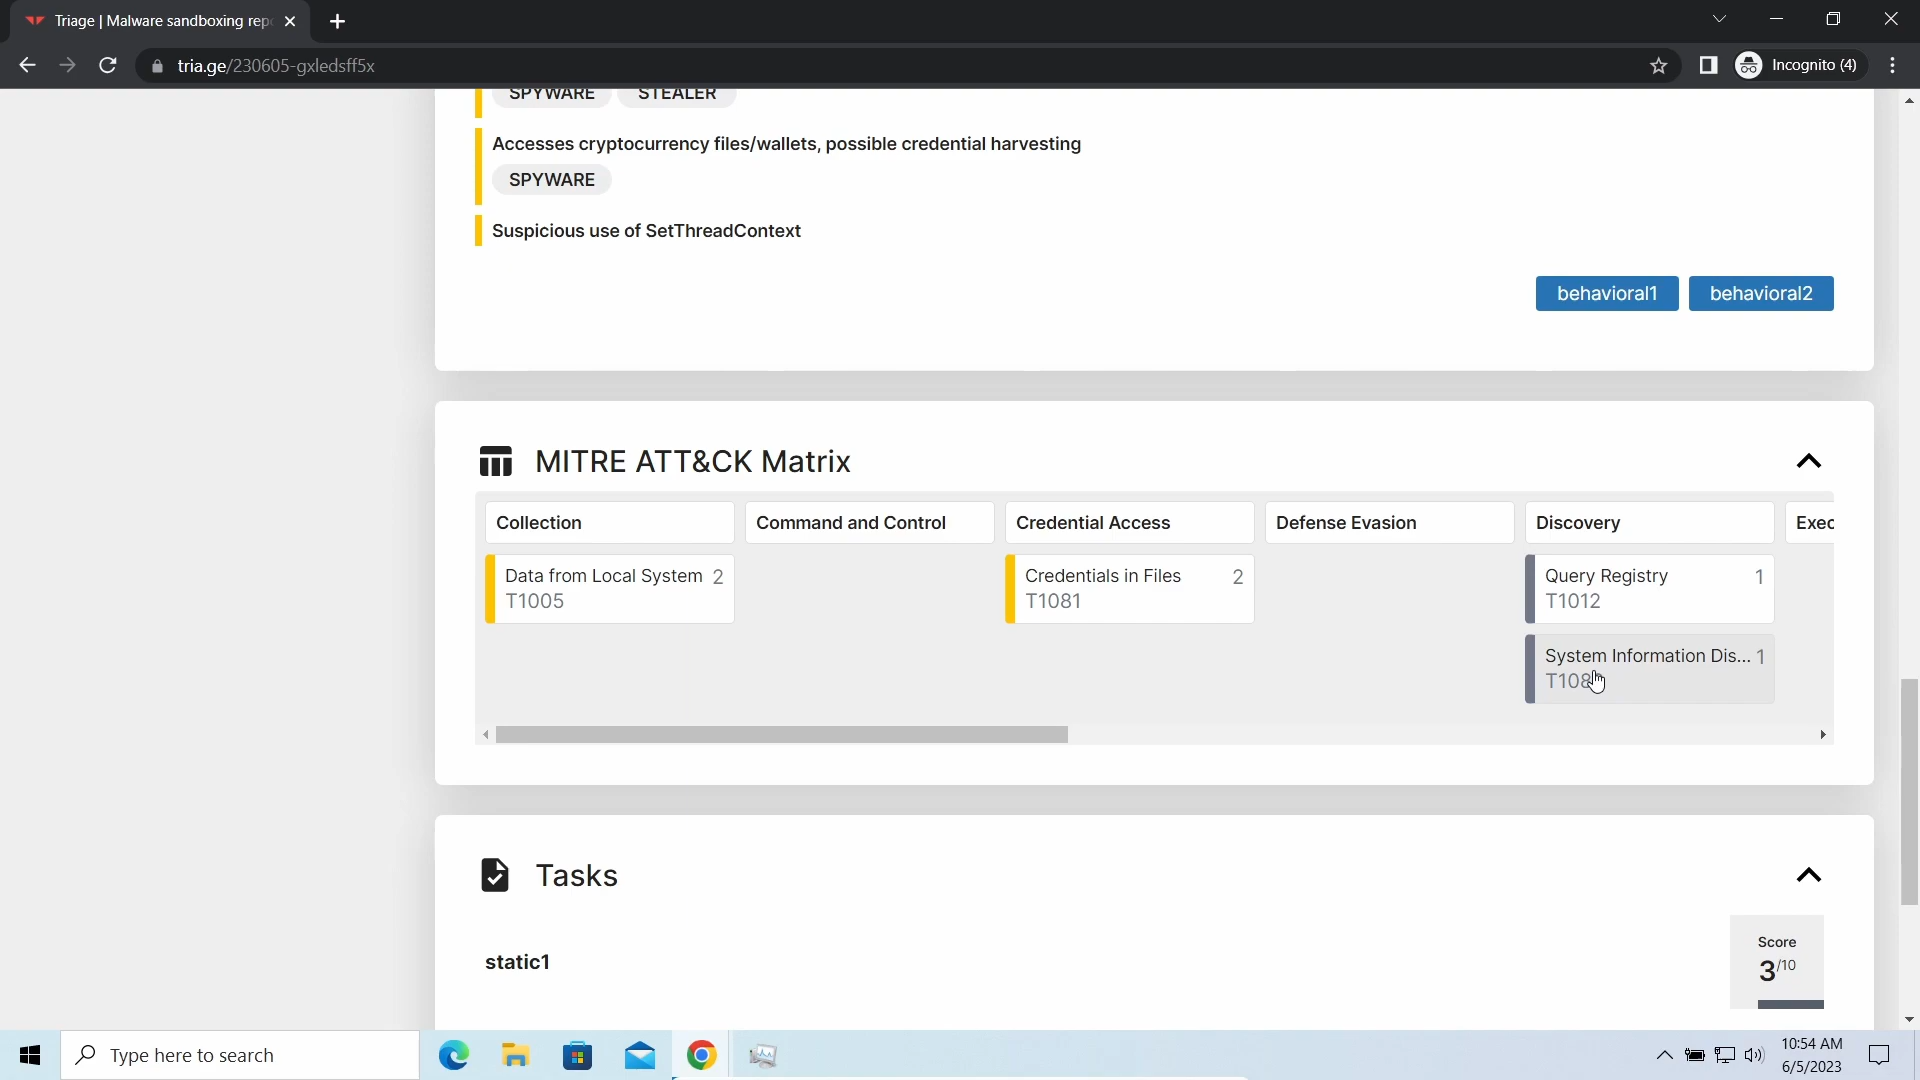 Triage | Malware sandboxing rep
tria.ge/230605-gxledsff5x
Incognito (4)
SPYWARE STEALER
Accesses cryptocurrency files/wallets, possible credential harvesting
SPYWARE
Suspicious use of SetThreadContext
behavioral1 behavioral2
MITRE ATT&CK Matrix
Collection Command and Control Credential Access Defense Evasion Discovery Exec
Data from Local System 2 Credentials in Files 2 Query Registry 1
T1005 T1081 T1012
System Information Dis... 1
T108
Tasks
Score
static1
3/10
Type here to search
10:54 AM
6/5/2023